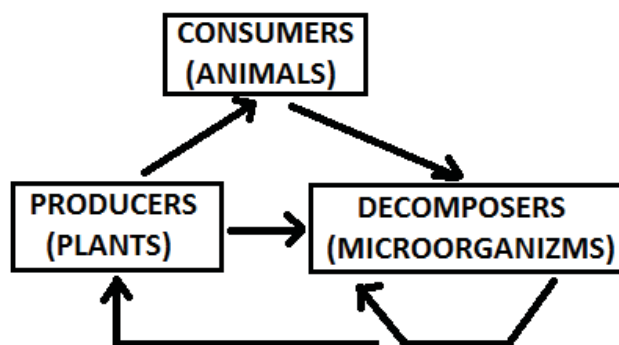 CONSUMERS
(ANIMALS)
PRODUCERS
(PLANTS)
DECOMPOSERS
(MICROORGANIZMS)